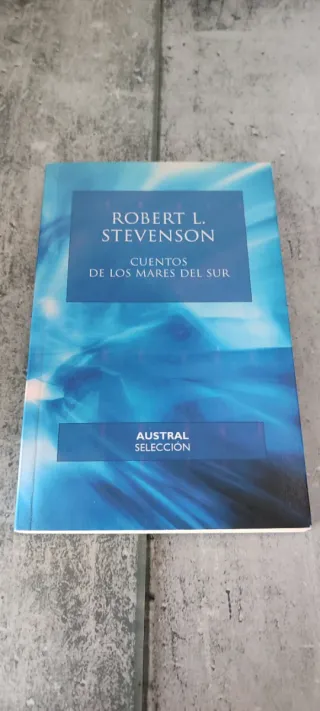 ROBERT L.
STEVENSON
CUENTOS
DE LOS MARES DEL SUR
AUSTRAL
SELECCIÓN